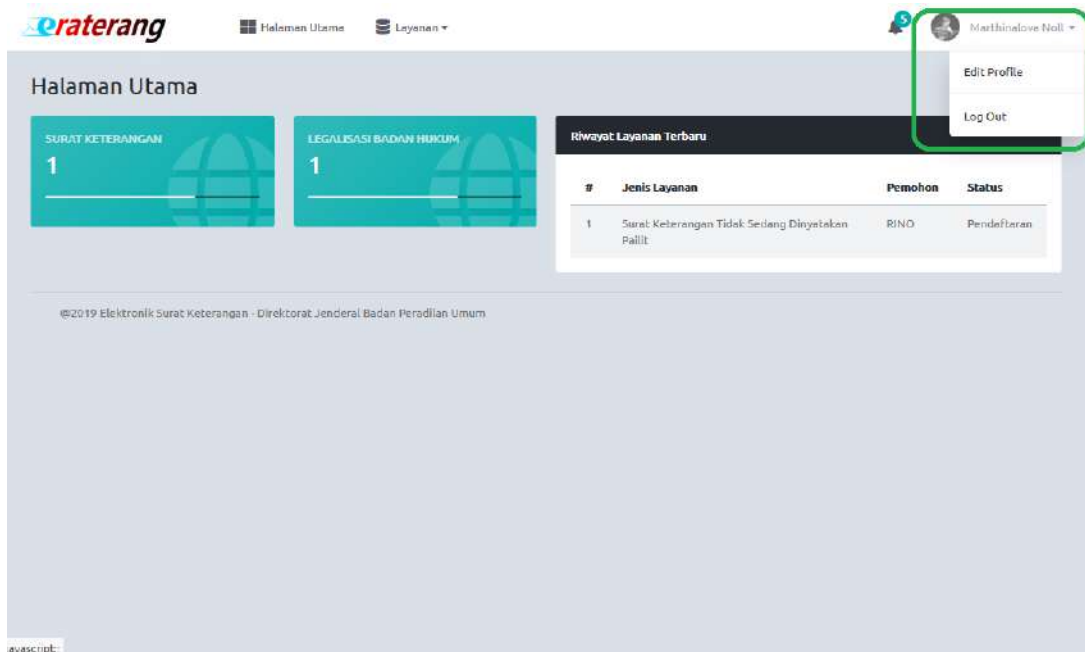 eraterang
Halaman Utama
Layanan
5
Marthinalove Noll
Edit Profile
Log Out
Halaman Utama
SURAT KETERANGAN
1
LEGALISASI BADAN HUKUM
1
Riwayat Layanan Terbaru
# Jenis Layanan Pemohon Status
1 Surat Keterangan Tidak Sedang Dinyatakan RINO Pendaftaran
Pailit
@2019 Elektronik Surat Keterangan - Direktorat Jenderal Badan Peradilan Umum
avascript: